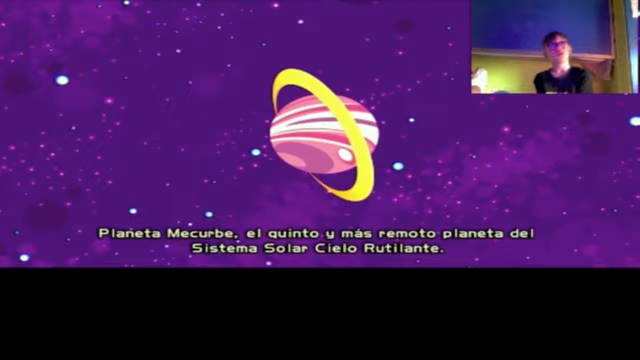 Planeta Mecurbe, el quinto y más remoto planeta del
Sistema Solar Cielo Rutilante.